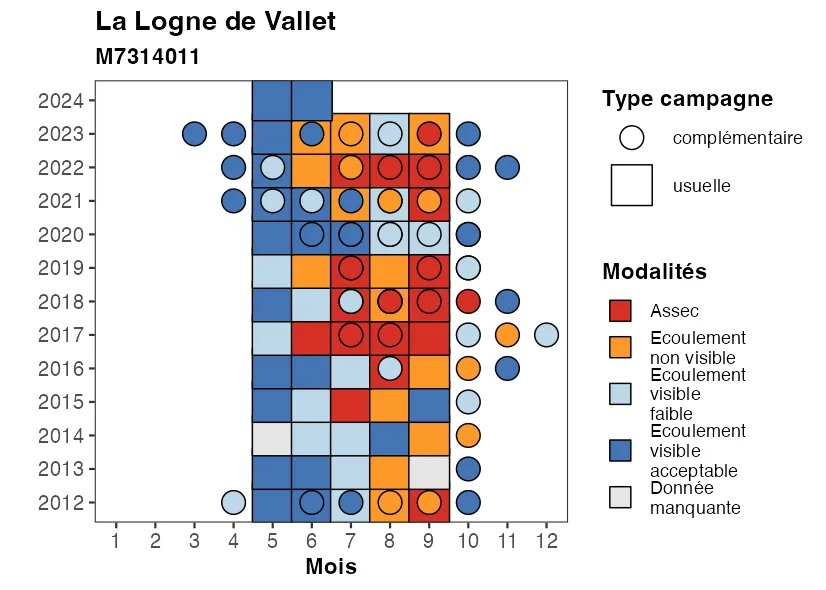 La Logne de Vallet
M7314011
2024
2023
2022
2021
2020
2019
2018
2017
2016
2015
2014
2013
2012
1 2 3 4 5 6 7 8 9 10 11 12
Mois
Type campagne
complémentaire
usuelle
Modalités
Assec
Ecoulement
non visible
Ecoulement
visible
faible
Ecoulement
visible
acceptable
Donnée
manquante